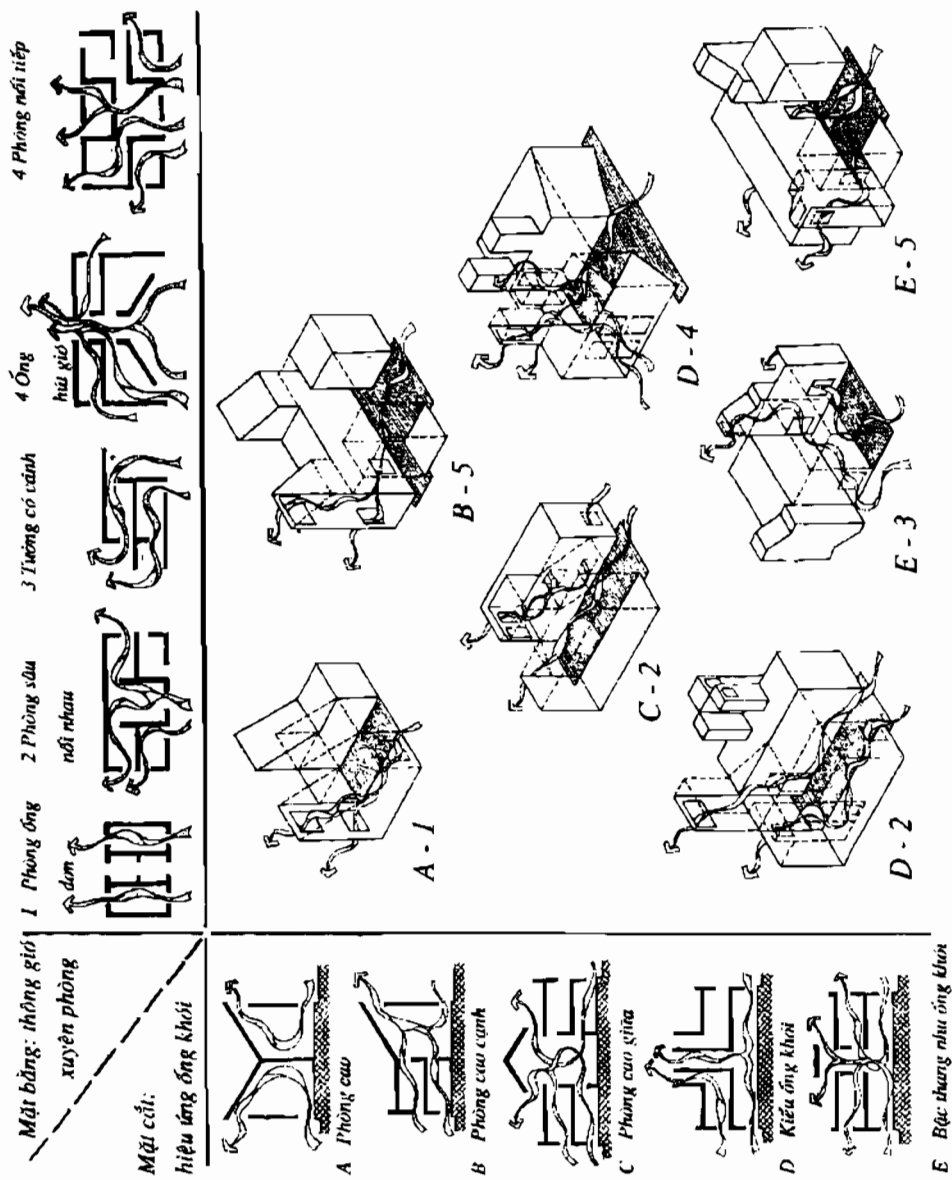 Mặt bằng: thông gió
xuyên phòng
Mặt cắt:
hiệu ứng ống khói
1 Phòng ống
đơn
2 Phòng sâu
nối nhau
3 Tường có cánh
4 Ống
hút gió
4 Phòng nối tiếp
A Phòng cao
B Phòng cao cạnh
C Phòng cao giữa
D Kiểu ống khói
E Bậc thang như ống khói
A - 1
B - 5
C - 2
D - 4
D - 2
E - 3
E - 5